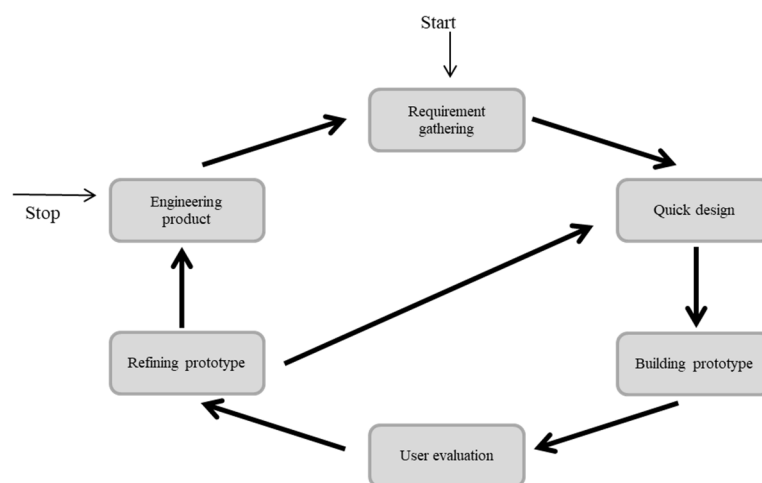 Start
Requirement
gathering
Engineering
product
Stop
Quick design
Refining prototype
Building prototype
User evaluation